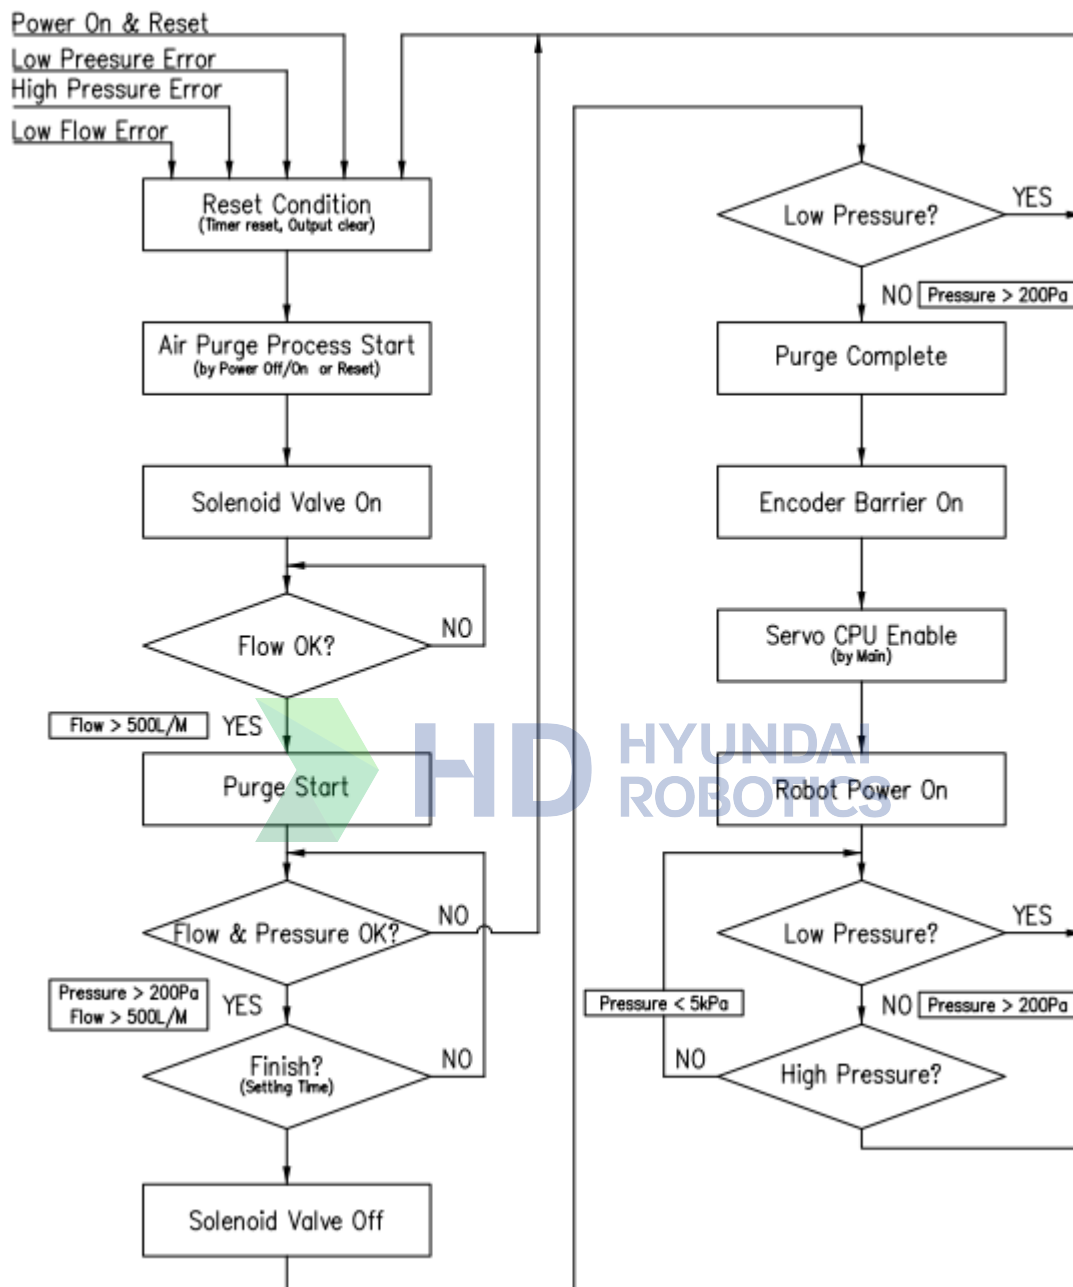 Power On & Reset
Low Preesure Error
High Pressure Error
Low Flow Error
Reset Condition
(Timer reset, Output clear)
Air Purge Process Start
(by Power Off/On or Reset)
Solenoid Valve On
Flow OK?
NO
Flow > 500L/M
YES
Purge Start
Flow & Pressure OK?
NO
Pressure > 200Pa
Flow > 500L/M
YES
Finish?
(Setting Time)
NO
Solenoid Valve Off
Low Pressure?
YES
NO
Pressure > 200Pa
Purge Complete
Encoder Barrier On
Servo CPU Enable
(by Main)
Robot Power On
Low Pressure?
YES
Pressure < 5kPa
NO
Pressure > 200Pa
NO
High Pressure?
HD HYUNDAI
ROBOTICS